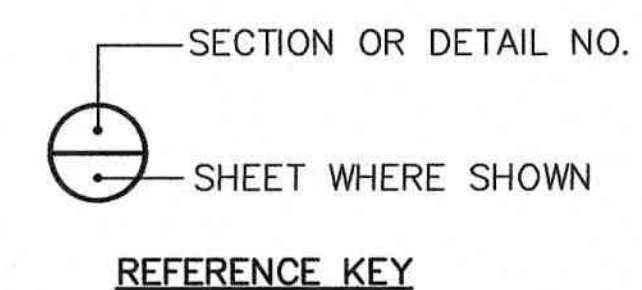 SECTION OR DETAIL NO.
SHEET WHERE SHOWN
REFERENCE KEY